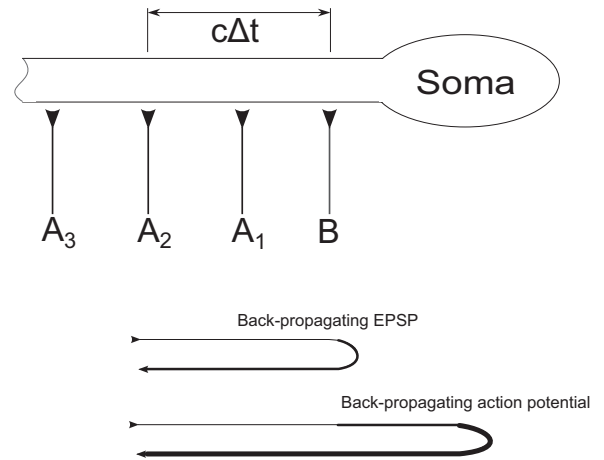 cΔt
Soma
A₃ A₂ A₁ B
Back-propagating EPSP
Back-propagating action potential